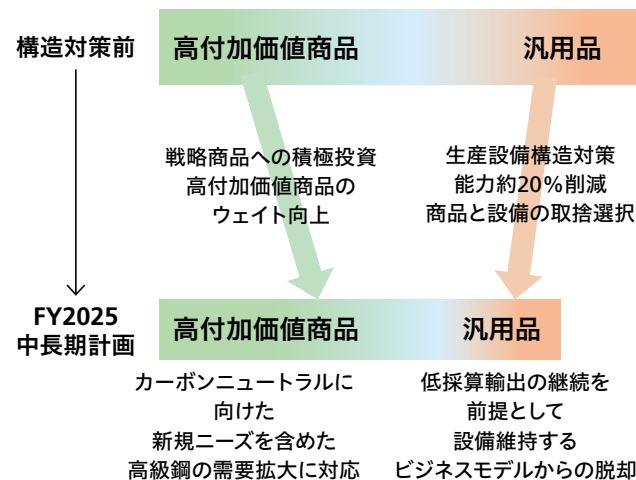 構造対策前
高付加価値商品
汎用品
戦略商品への積極投資
高付加価値商品の
ウェイト向上
生産設備構造対策
能力約20%削減
商品と設備の取捨選択
FY2025
中長期計画
高付加価値商品
汎用品
カーボンニュートラルに
向けた
新規ニーズを含めた
高級鋼の需要拡大に対応
低採算輸出の継続を
前提として
設備維持する
ビジネスモデルからの脱却